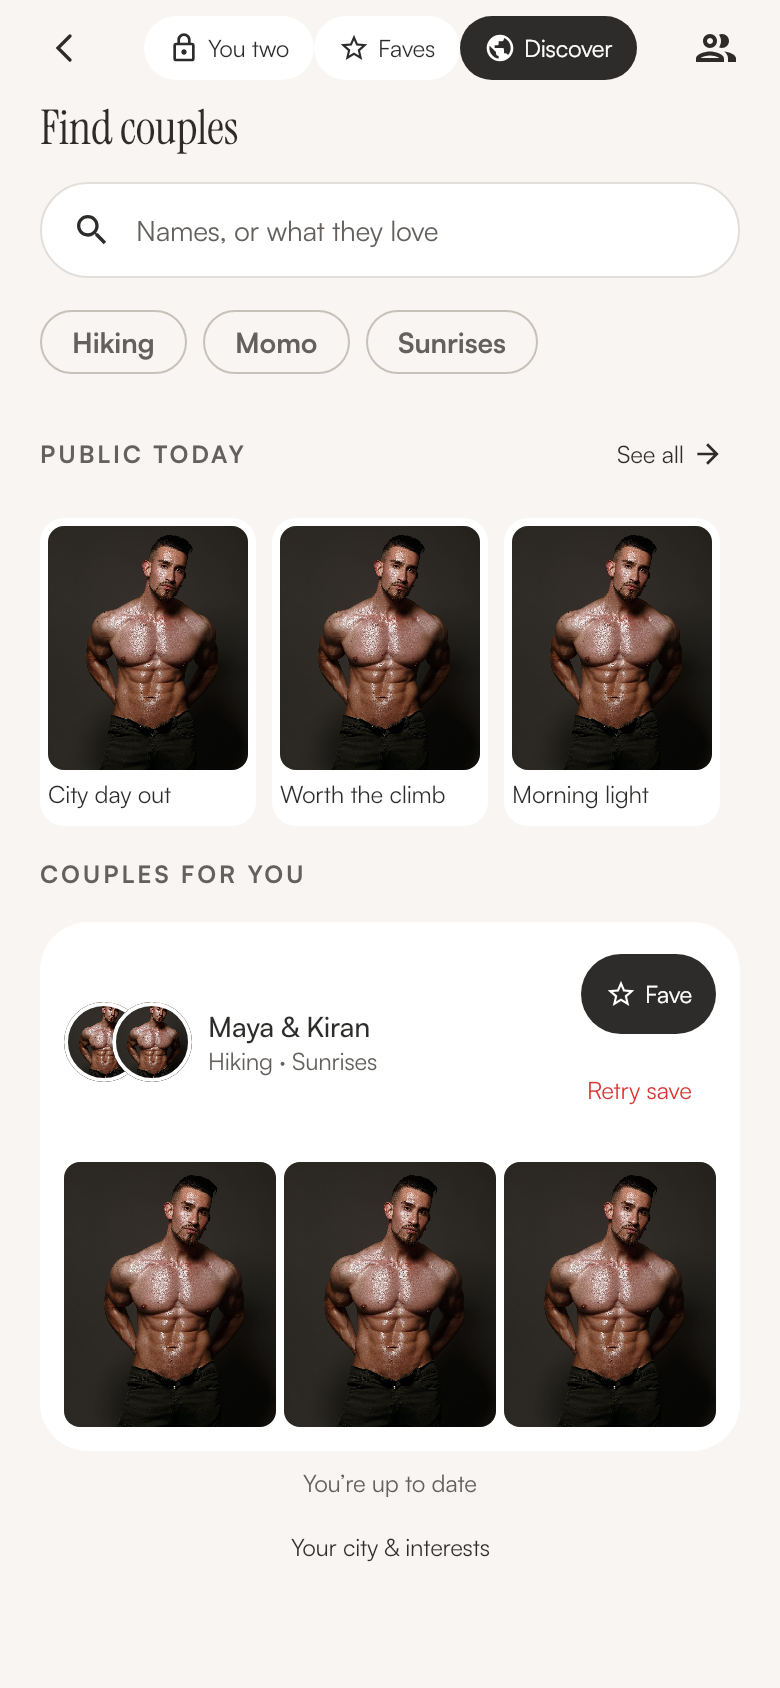 You two
Faves
Discover
Find couples
Names, or what they love
Hiking
Momo
Sunrises
PUBLIC TODAY
See all
City day out
Worth the climb
Morning light
COUPLES FOR YOU
Fave
Maya & Kiran
Hiking · Sunrises
Retry save
You’re up to date
Your city & interests